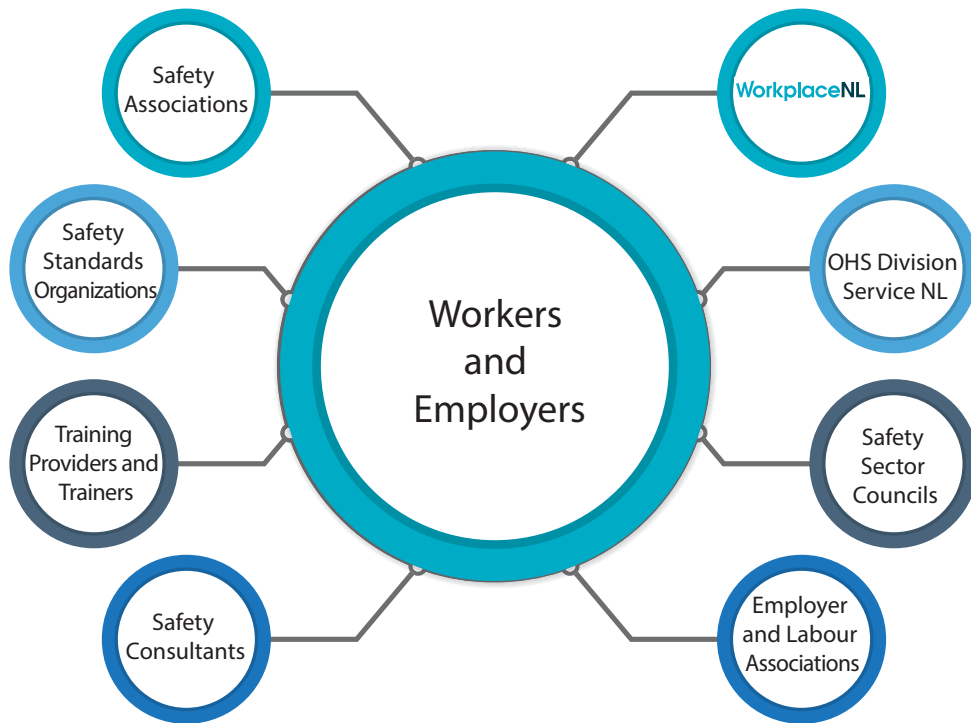 Safety
Associations
WorkplaceNL
Safety
Standards
Organizations
OHS Division
Service NL
Workers
and
Employers
Training
Providers and
Trainers
Safety
Sector
Councils
Safety
Consultants
Employer
and Labour
Associations